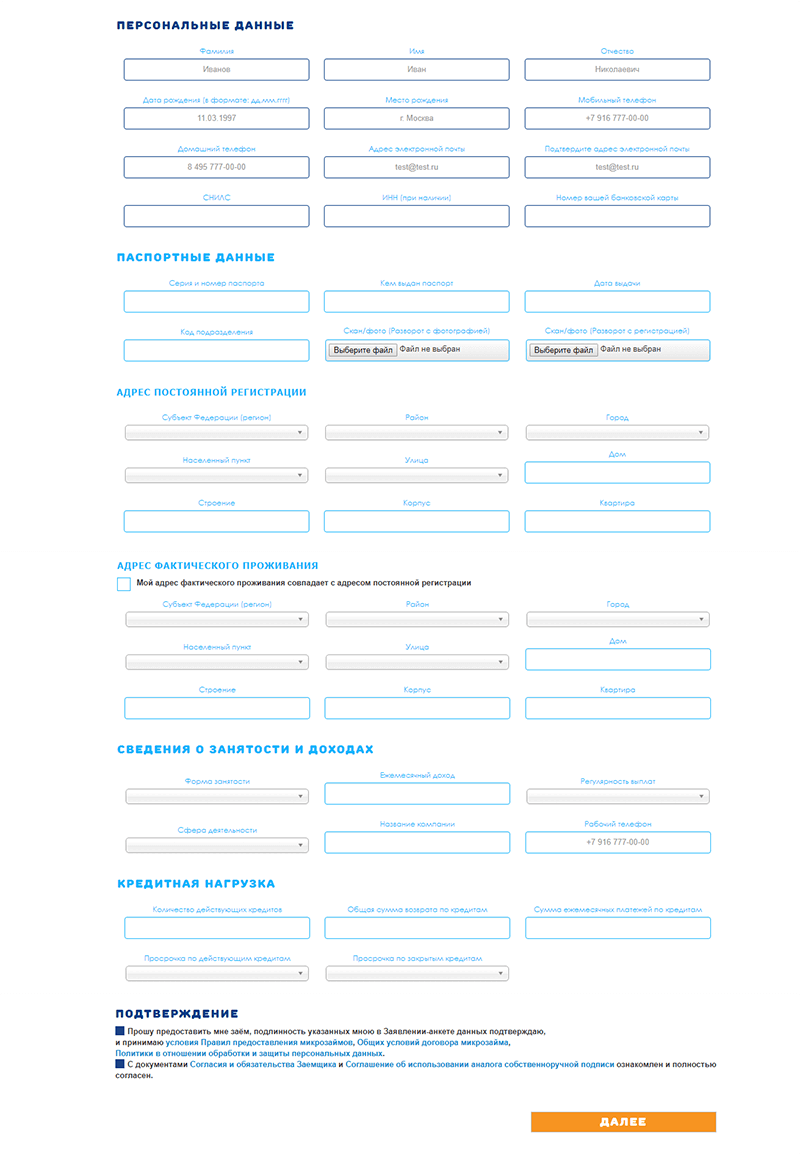 ПЕРСОНАЛЬНЫЕ ДАННЫЕ
Фамилия Имя Отчество
Иванов Иван Николаевич
Дата рождения (в формате: дд.мм.гггг) Место рождения Мобильный телефон
11.03.1997 г. Москва +7 916 777-00-00
Домашний телефон Адрес электронной почты Подтвердите адрес электронной почты
8 495 777-00-00 test@test.ru test@test.ru
СНИЛС ИНН (при наличии) Номер вашей банковской карты
ПАСПОРТНЫЕ ДАННЫЕ
Серия и номер паспорта Кем выдан паспорт Дата выдачи
Код подразделения Скан/фото (Разворот с фотографией) Скан/фото (Разворот с регистрацией)
Выберите файл Файл не выбран Выберите файл Файл не выбран
АДРЕС ПОСТОЯННОЙ РЕГИСТРАЦИИ
Субъект Федерации (регион) Район Город
Населенный пункт Улица Дом
Строение Корпус Квартира
АДРЕС ФАКТИЧЕСКОГО ПРОЖИВАНИЯ
Мой адрес фактического проживания совпадает с адресом постоянной регистрации
Субъект Федерации (регион) Район Город
Населенный пункт Улица Дом
Строение Корпус Квартира
СВЕДЕНИЯ О ЗАНЯТОСТИ И ДОХОДАХ
Форма занятости Ежемесячный доход Регулярность выплат
Сфера деятельности Название компании Рабочий телефон
+7 916 777-00-00
КРЕДИТНАЯ НАГРУЗКА
Количество действующих кредитов Общая сумма возврата по кредитам Сумма ежемесячных платежей по кредитам
Просрочка по действующим кредитам Просрочка по закрытым кредитам
ПОДТВЕРЖДЕНИЕ
Прошу предоставить мне заём, подлинность указанных мною в Заявлении-анкете данных подтверждаю,
и принимаю условия Правил предоставления микрозаймов, Общих условий договора микрозайма,
Политики в отношении обработки и защиты персональных данных.
С документами Согласия и обязательства Заемщика и Соглашение об использовании аналога собственноручной подписи ознакомлен и полностью
согласен.
ДАЛЕЕ